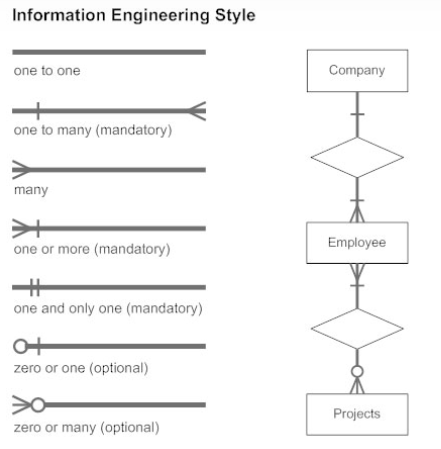 Information Engineering Style
one to one
one to many (mandatory)
many
one or more (mandatory)
one and only one (mandatory)
zero or one (optional)
zero or many (optional)
Company
Employee
Projects